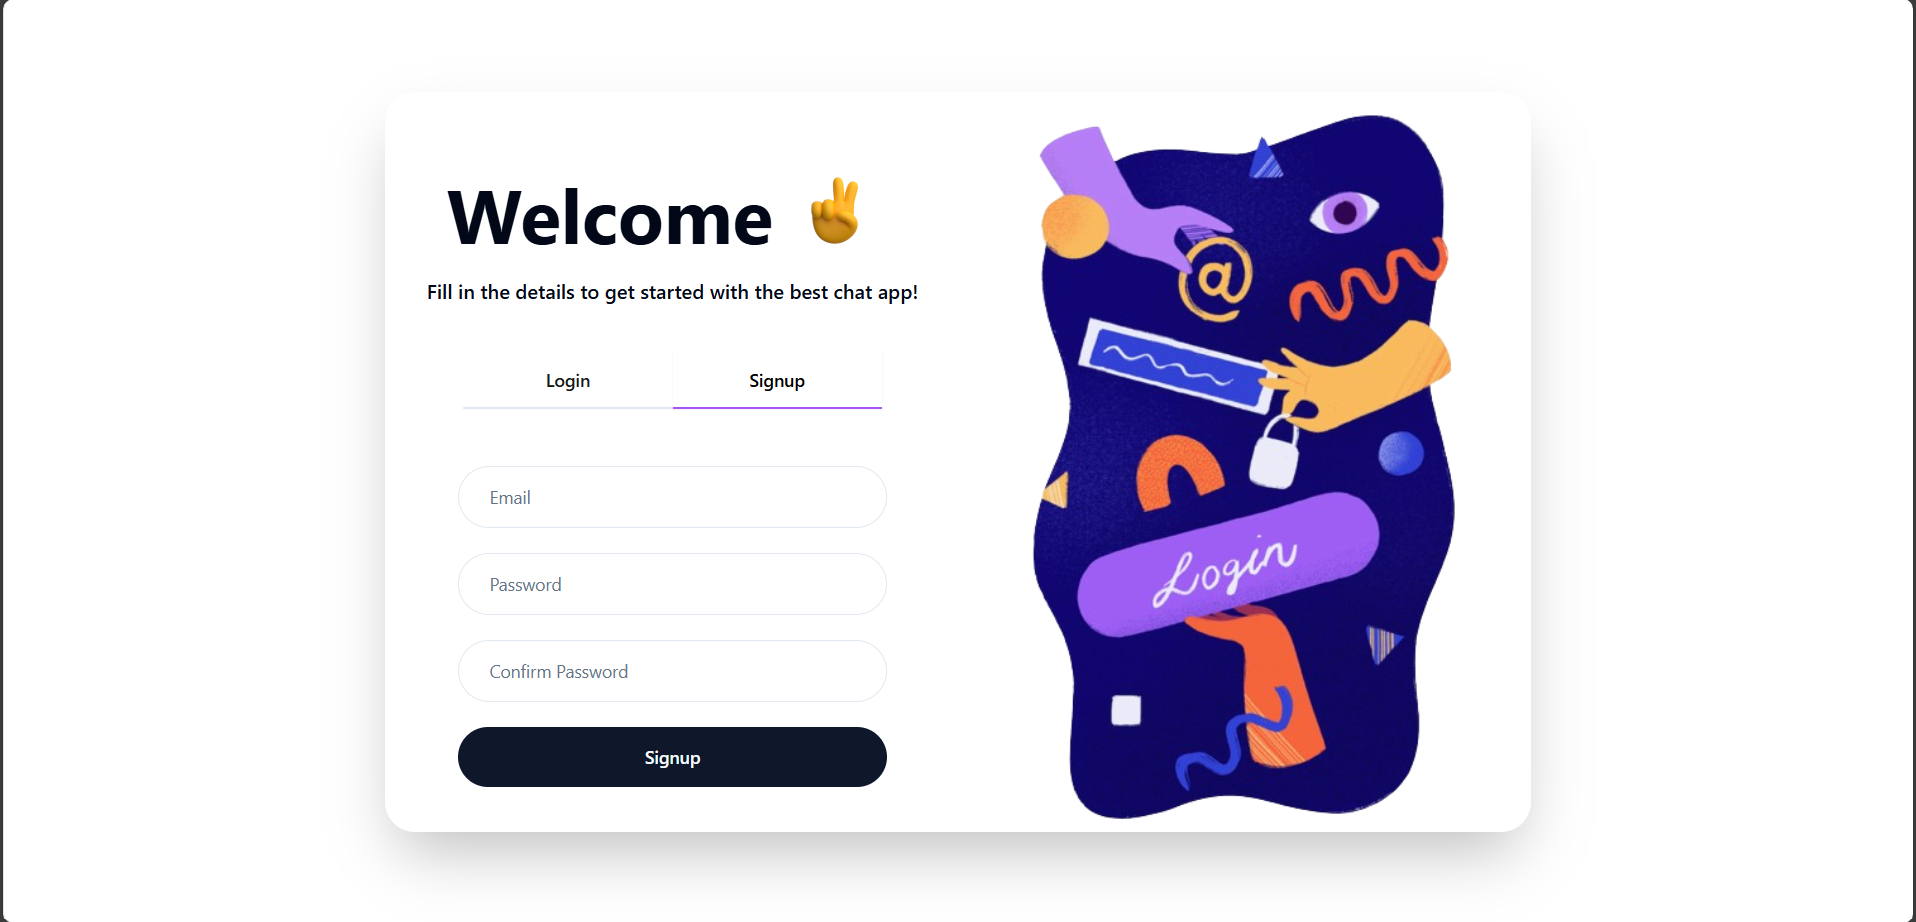 Welcome ✌
Fill in the details to get started with the best chat app!
Login Signup
Email
Password
Confirm Password
Signup
@
Login